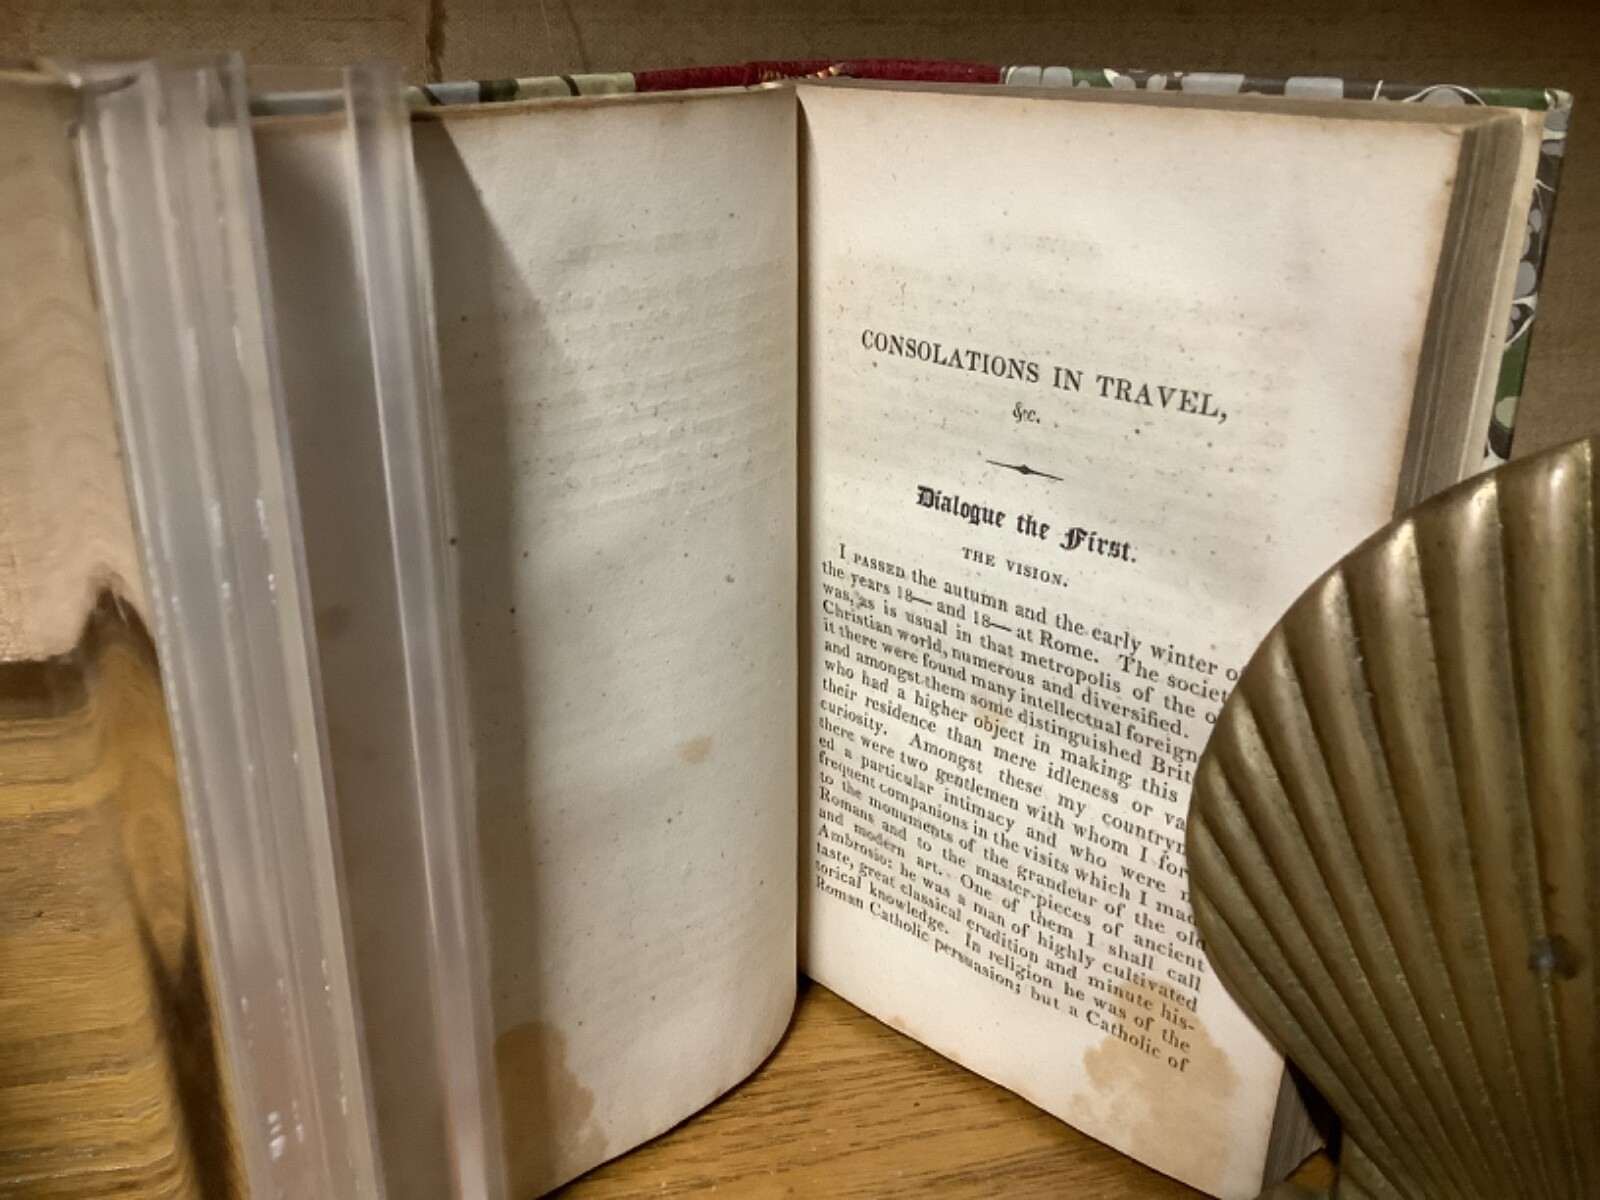 CONSOLATIONS IN TRAVEL,
&c.
Dialogue the First.
THE VISION.
I PASSED the autumn and the early winter of
the years 18— and 18— at Rome. The societ
was, as is usual in that metropolis of the o
Christian world, numerous and diversified.
it there were found many intellectual foreign
and amongst them some distinguished Brit
who had a higher object in making this
their residence than mere idleness or va
curiosity. Amongst these my countrym
there were two gentlemen with whom I for
ed a particular intimacy and who were m
frequent companions in the visits which I mad
to the monuments of the grandeur of the old
Romans and to the master-pieces of ancient
and modern art. One of them I shall call
Ambrosio: he was a man of highly cultivated
taste, great classical erudition and minute his-
torical knowledge. In religion he was of the
Roman Catholic persuasion; but a Catholic of